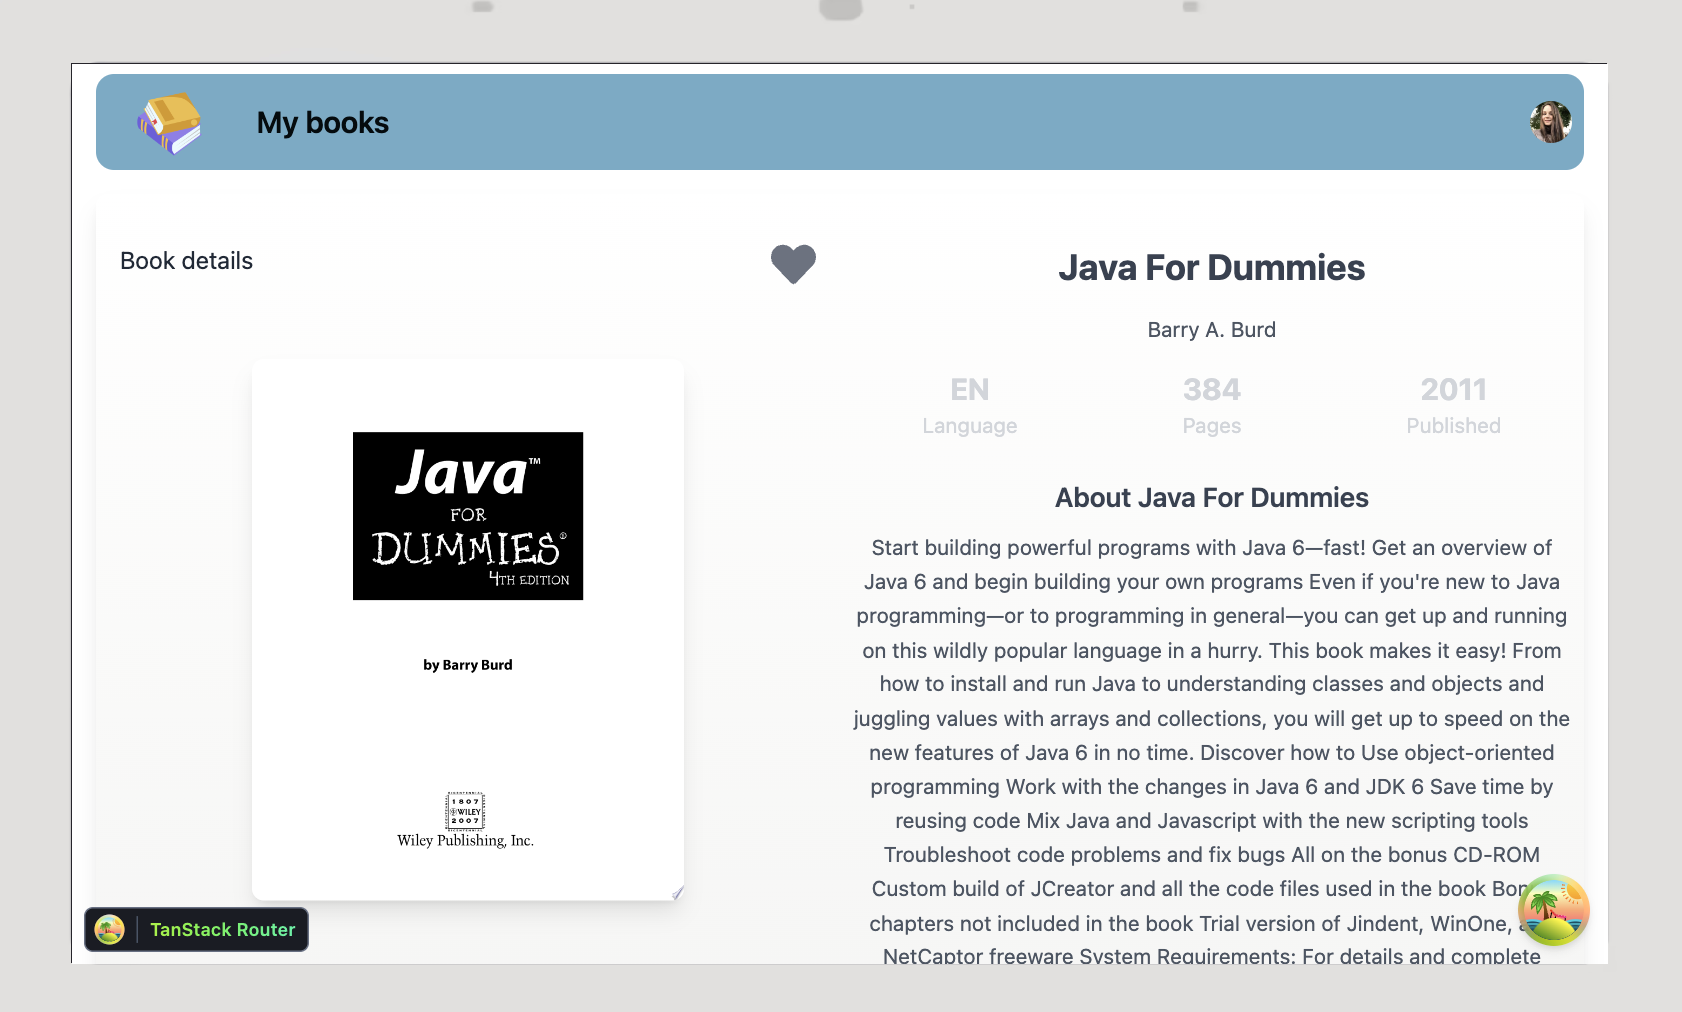 My books
Book details
Java™
FOR
DUMMIES®
4TH EDITION
by Barry Burd
1807
WILEY
2007
Wiley Publishing, Inc.
TanStack Router
Java For Dummies
Barry A. Burd
EN
Language
384
Pages
2011
Published
About Java For Dummies
Start building powerful programs with Java 6—fast! Get an overview of
Java 6 and begin building your own programs Even if you're new to Java
programming—or to programming in general—you can get up and running
on this wildly popular language in a hurry. This book makes it easy! From
how to install and run Java to understanding classes and objects and
juggling values with arrays and collections, you will get up to speed on the
new features of Java 6 in no time. Discover how to Use object-oriented
programming Work with the changes in Java 6 and JDK 6 Save time by
reusing code Mix Java and Javascript with the new scripting tools
Troubleshoot code problems and fix bugs All on the bonus CD-ROM
Custom build of JCreator and all the code files used in the book
chapters not included in the book Trial version of Jindent, WinOne,
NetCaptor freeware System Requirements: For details and complete